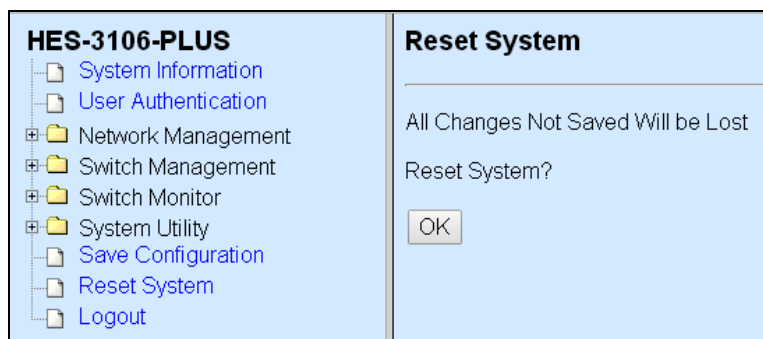 HES-3106-PLUS
System Information
User Authentication
Network Management
Switch Management
Switch Monitor
System Utility
Save Configuration
Reset System
Logout
Reset System
All Changes Not Saved Will be Lost
Reset System?
OK